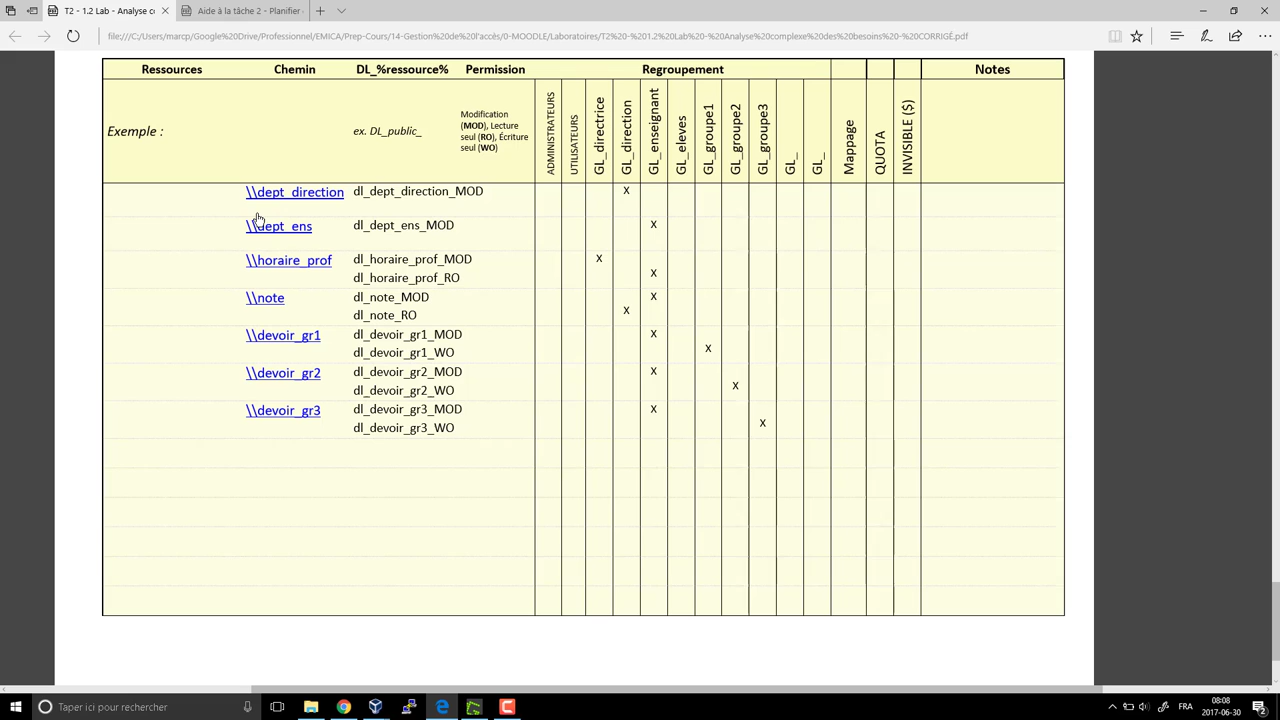 T2 - 1.2 Lab - Analyse c
Aide à la tâche 2 - Planifier
file:///C:/Users/marcp/Google%20Drive/Professionnel/EMICA/Prep-Cours/14-Gestion%20de%20l'accès/0-MOODLE/Laboratoires/T2%20-%201.2%20Lab%20-%20Analyse%20complexe%20des%20besoins%20-%20CORRIGÉ.pdf
Ressources Chemin DL_%ressource% Permission Regroupement Notes
Exemple :
ex. DL_public_
Modification
(MOD), Lecture
seul (RO), Écriture
seul (WO)
ADMINISTRATEURS
UTILISATEURS
GL_directrice
GL_direction
GL_enseignant
GL_eleves
GL_groupe1
GL_groupe2
GL_groupe3
GL_
GL_
Mappage
QUOTA
INVISIBLE ($)
\\dept_direction dl_dept_direction_MOD X
\\dept_ens dl_dept_ens_MOD X
\\horaire_prof dl_horaire_prof_MOD X
dl_horaire_prof_RO X
\\note dl_note_MOD X
dl_note_RO X
\\devoir_gr1 dl_devoir_gr1_MOD X
dl_devoir_gr1_WO X
\\devoir_gr2 dl_devoir_gr2_MOD X
dl_devoir_gr2_WO X
\\devoir_gr3 dl_devoir_gr3_MOD X
dl_devoir_gr3_WO X
Taper ici pour rechercher
FRA
08:08
2017-06-30
2